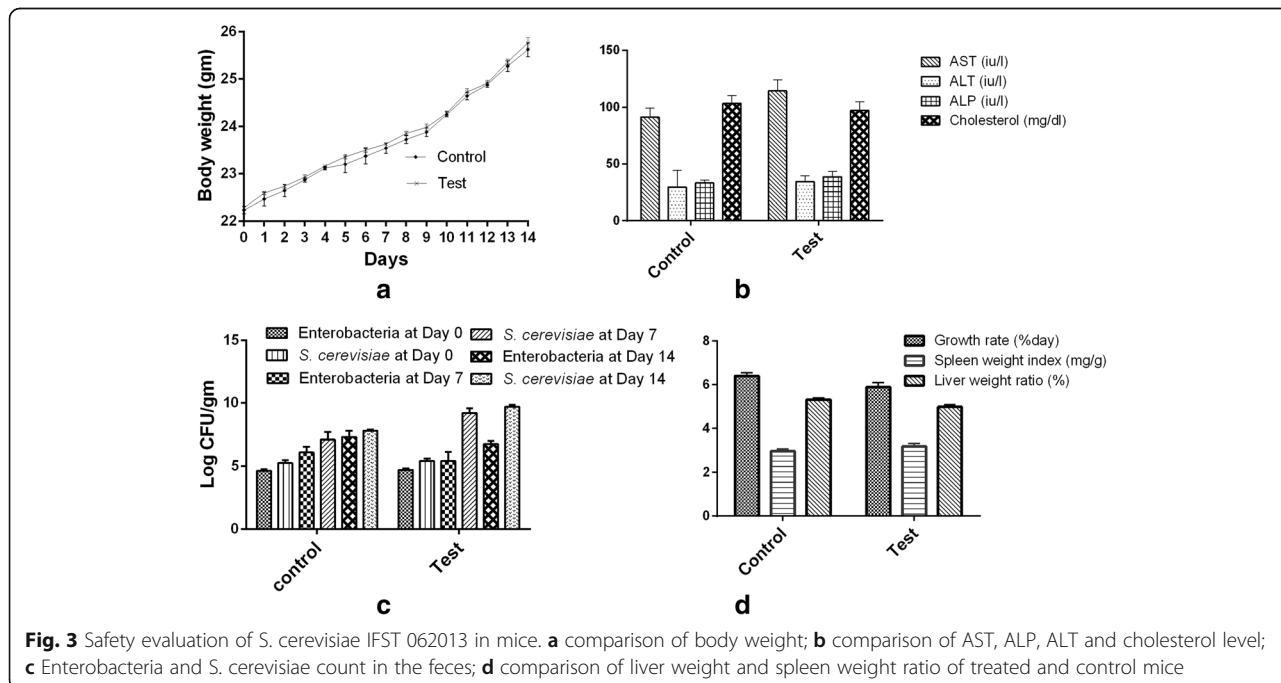 26
25
24
23
22
Body weight (gm)
Control
Test
0 1 2 3 4 5 6 7 8 9 10 11 12 13 14
Days
a
150
100
50
0
AST (iu/l)
ALT (iu/l)
ALP (iu/l)
Cholesterol (mg/dl)
Control
Test
b
15
10
5
0
Log CFU/gm
Enterobacteria at Day 0
S. cerevisiae at Day 0
Enterobacteria at Day 7
S. cerevisiae at Day 7
Enterobacteria at Day 14
S. cerevisiae at Day 14
control
Test
c
8
6
4
2
0
Growth rate (%day)
Spleen weight index (mg/g)
Liver weight ratio (%)
Control
Test
d
Fig. 3 Safety evaluation of S. cerevisiae IFST 062013 in mice. a comparison of body weight; b comparison of AST, ALP, ALT and cholesterol level;
c Enterobacteria and S. cerevisiae count in the feces; d comparison of liver weight and spleen weight ratio of treated and control mice